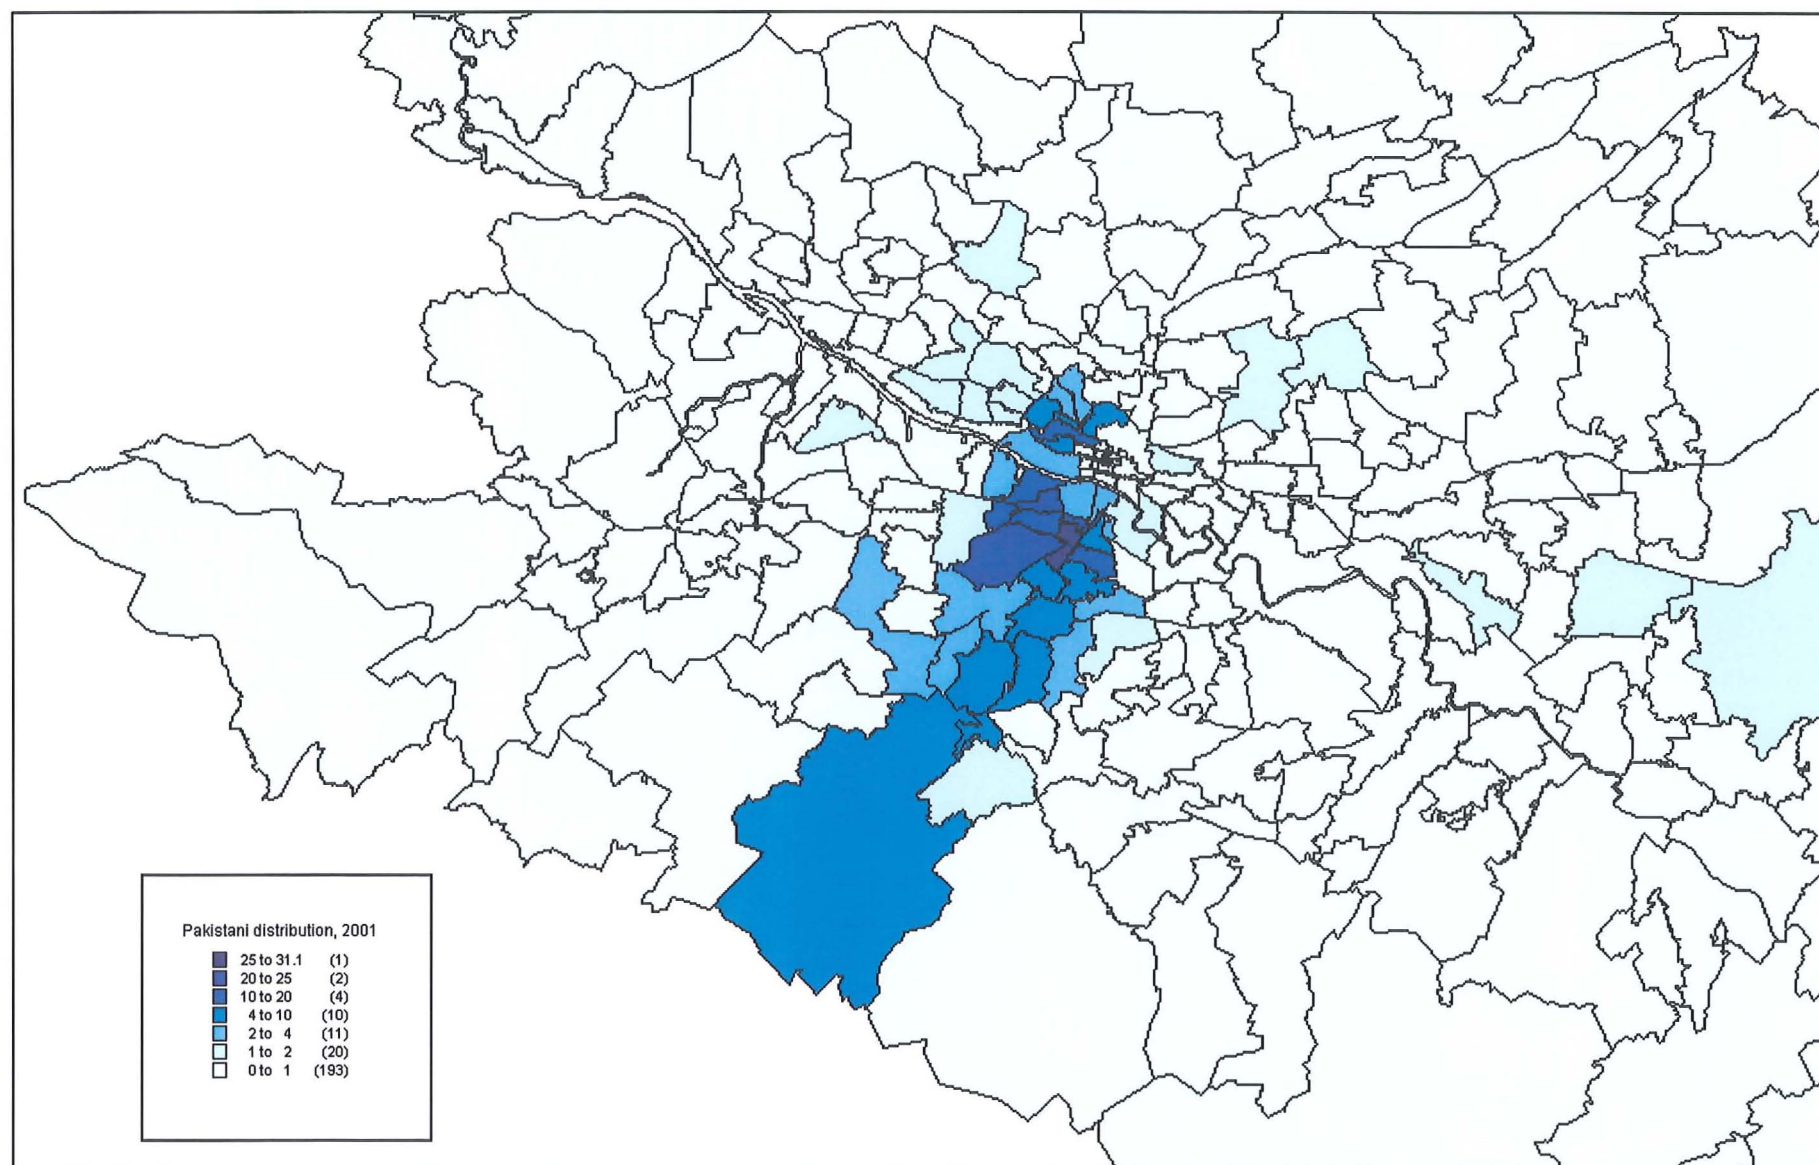 Pakistani distribution, 2001
25 to 31.1 (1)
20 to 25 (2)
10 to 20 (4)
4 to 10 (10)
2 to 4 (11)
1 to 2 (20)
0 to 1 (193)